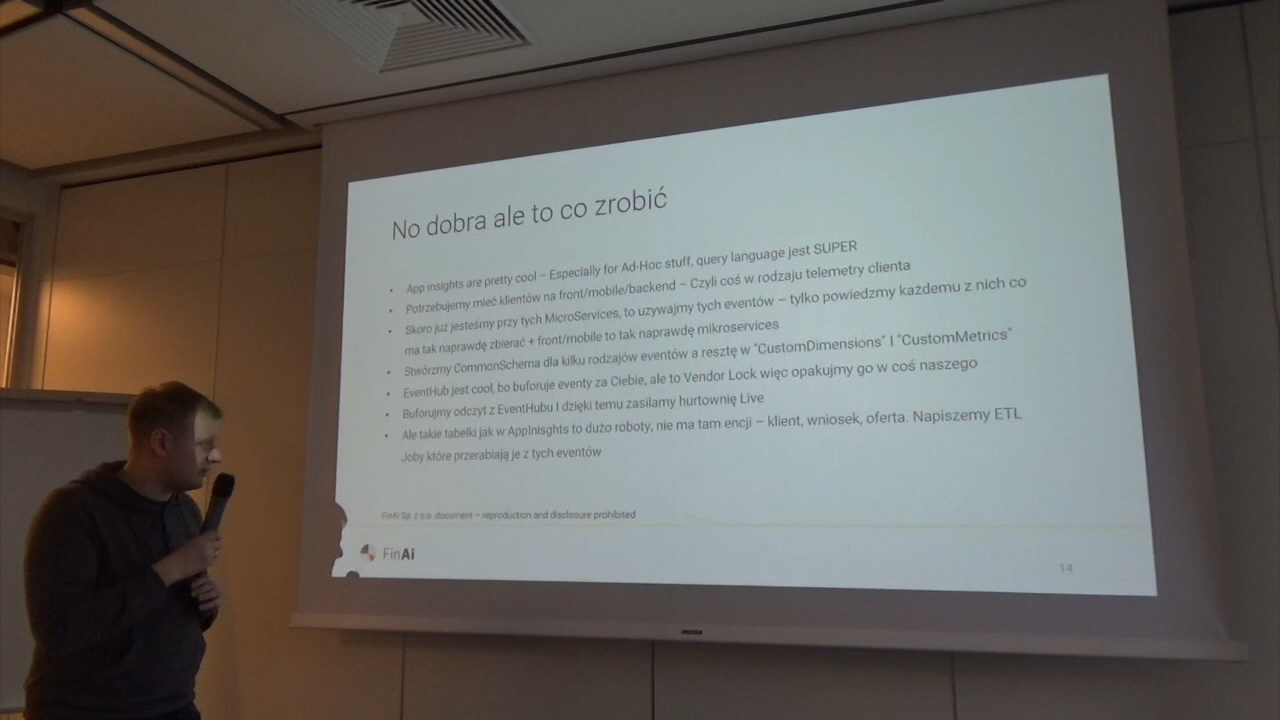 No dobra ale to co zrobić
• App insights are pretty cool – Especially for Ad-Hoc stuff, query language jest SUPER
• Potrzebujemy mieć klientów na front/mobile/backend – Czyli coś w rodzaju telemetry clienta
• Skoro już jesteśmy przy tych MicroServices, to uzywajmy tych eventów – tylko powiedzmy każdemu z nich co
ma tak naprawdę zbierać + front/mobile to tak naprawdę mikroservices
• Stwórzmy CommonSchema dla kilku rodzajów eventów a resztę w "CustomDimensions" I "CustomMetrics"
• EventHub jest cool, bo buforuje eventy za Ciebie, ale to Vendor Lock więc opakujmy go w coś naszego
• Buforujmy odczyt z EventHubu I dzięki temu zasilamy hurtownię Live
• Ale takie tabelki jak w AppInisghts to dużo roboty, nie ma tam encji – klient, wniosek, oferta. Napiszemy ETL
Joby które przerabiają je z tych eventów
FinAi Sp. z o.o. document – reproduction and disclosure prohibited
FinAi
14